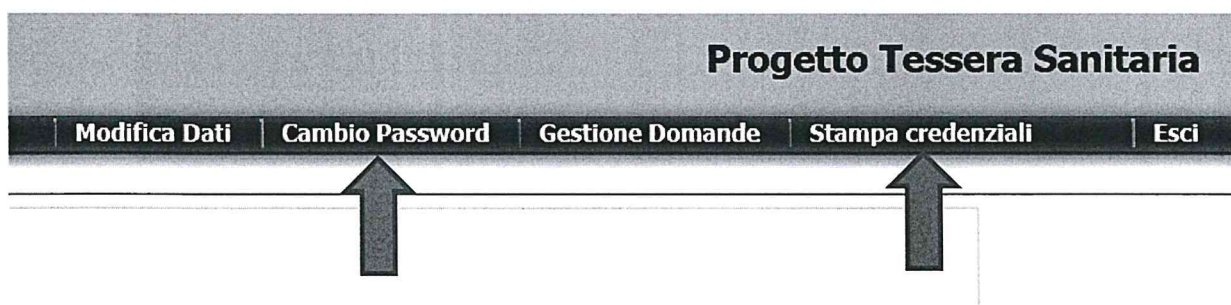 Progetto Tessera Sanitaria
Modifica Dati | Cambio Password | Gestione Domande | Stampa credenziali | Esci